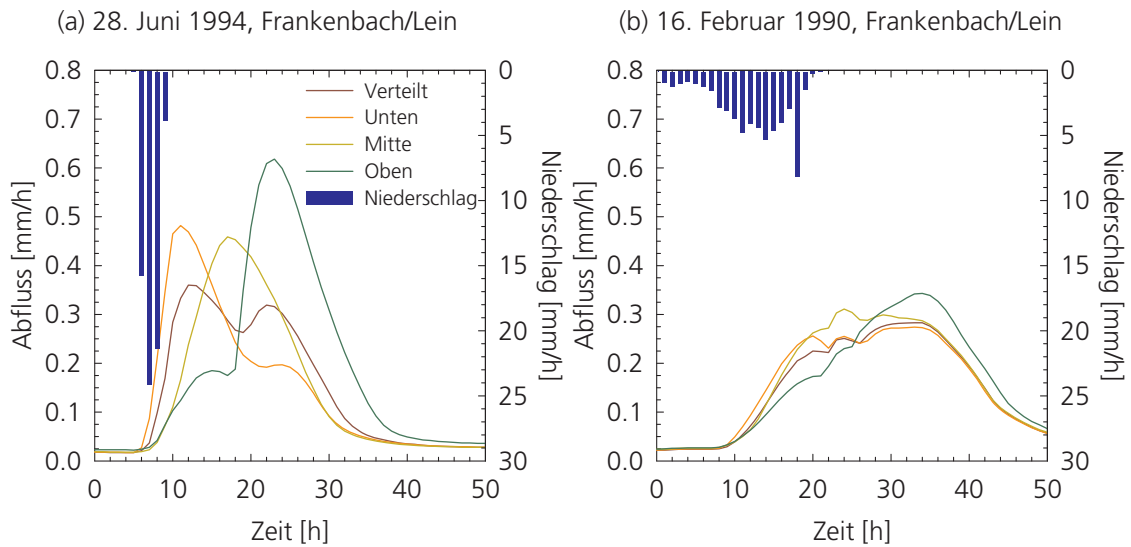 (a) 28. Juni 1994, Frankenbach/Lein
(b) 16. Februar 1990, Frankenbach/Lein
0.8
0.7
0.6
0.5
0.4
0.3
0.2
0.1
0.0
Abfluss [mm/h]
Verteilt
Unten
Mitte
Oben
Niederschlag
0
5
10
15
20
25
30
Niederschlag [mm/h]
0 10 20 30 40 50
Zeit [h]
0.8
0.7
0.6
0.5
0.4
0.3
0.2
0.1
0.0
Abfluss [mm/h]
0
5
10
15
20
25
30
Niederschlag [mm/h]
0 10 20 30 40 50
Zeit [h]